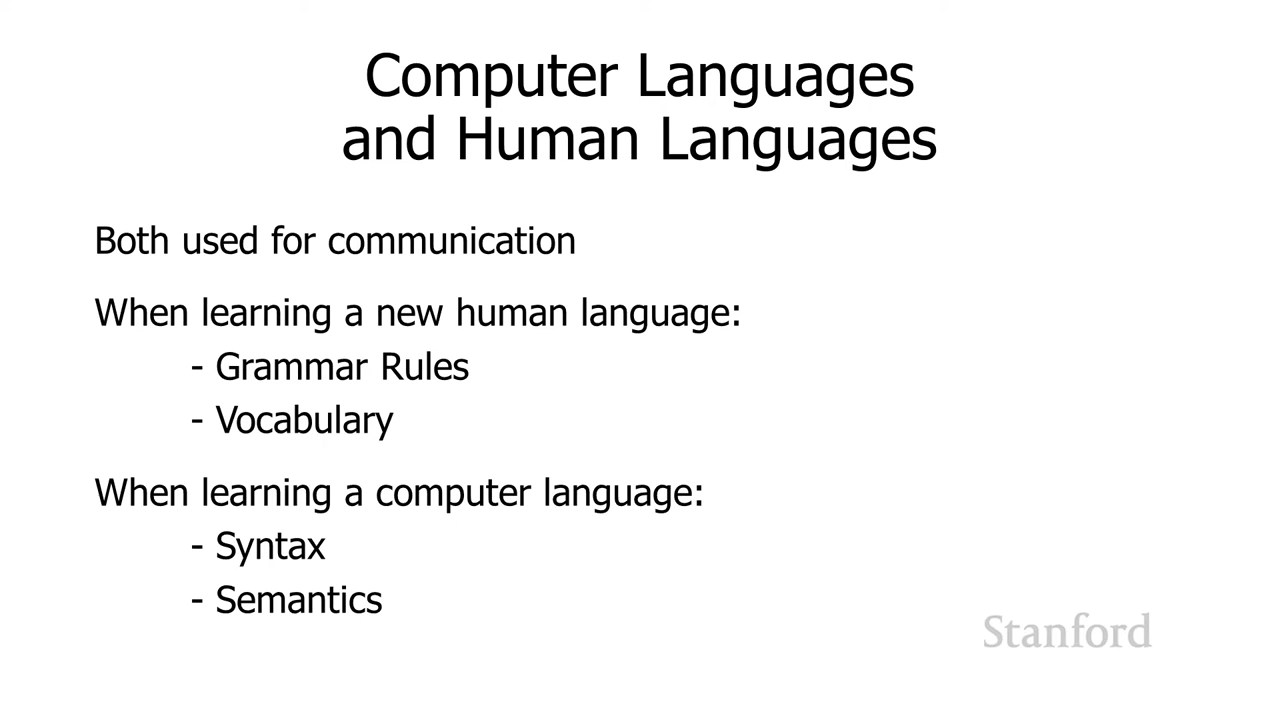 Computer Languages
and Human Languages
Both used for communication
When learning a new human language:
- Grammar Rules
- Vocabulary
When learning a computer language:
- Syntax
- Semantics
Stanford